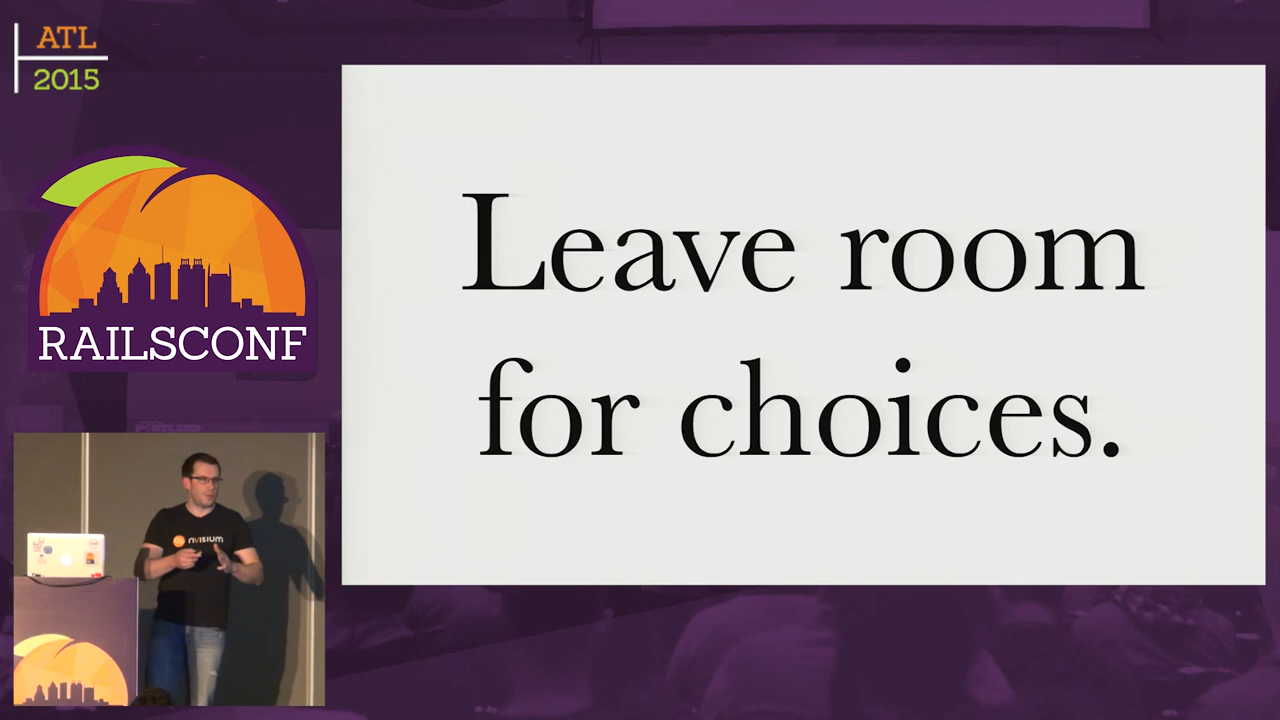 ATL
2015
RAILSCONF
Leave room
for choices.
nVISIUM